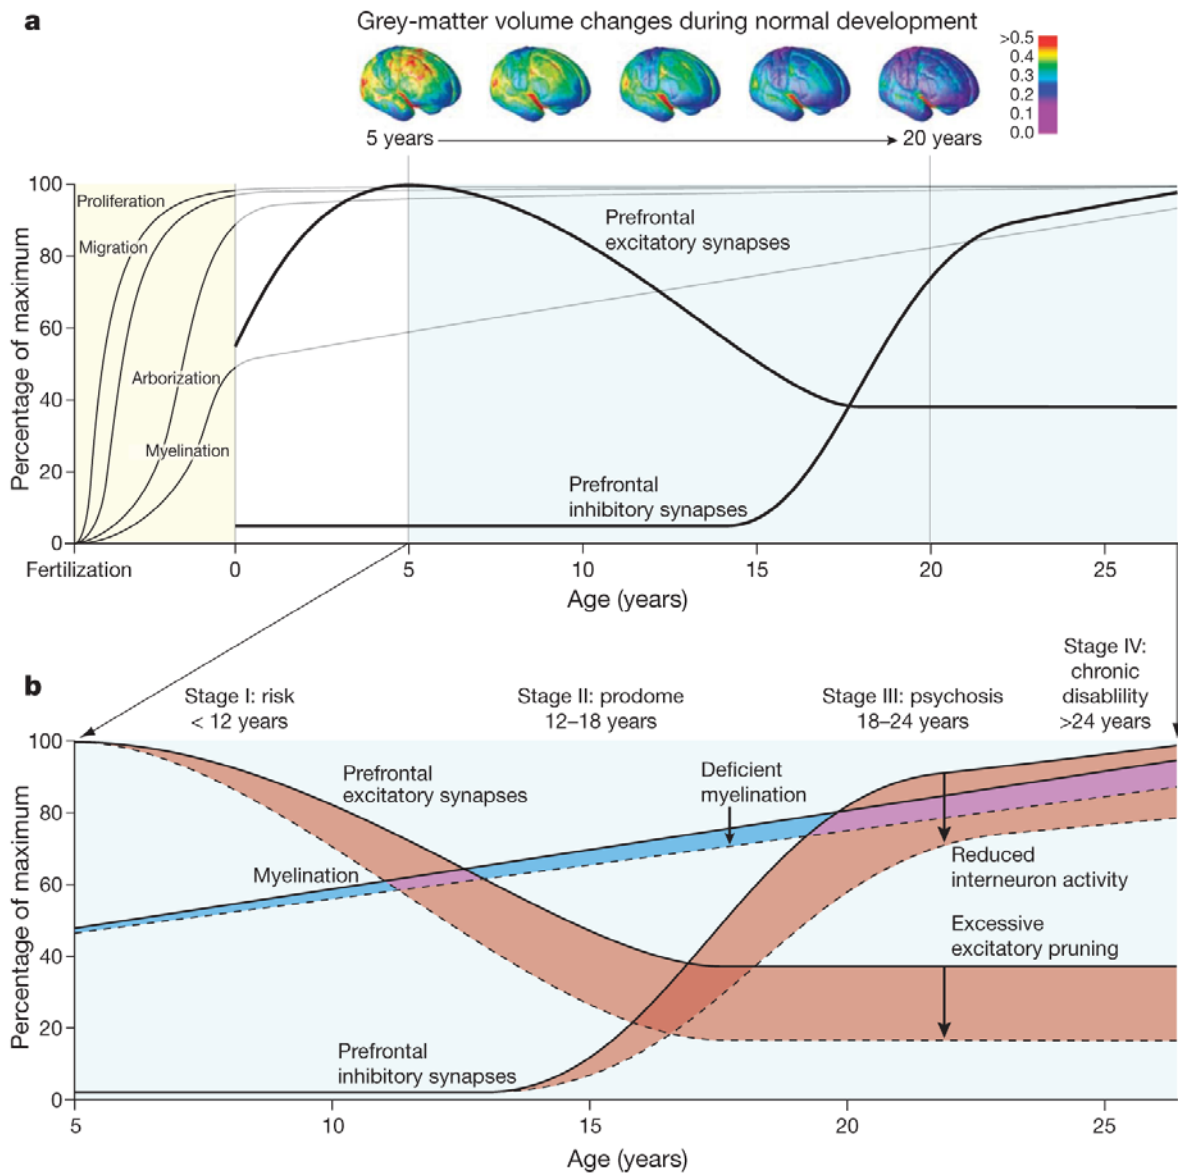 a
Grey-matter volume changes during normal development
>0.5
0.4
0.3
0.2
0.1
0.0
5 years
20 years
Percentage of maximum
100
80
60
40
20
0
Proliferation
Migration
Arborization
Myelination
Prefrontal
excitatory synapses
Prefrontal
inhibitory synapses
Fertilization
0
5
10
15
20
25
Age (years)
b
Stage I: risk
< 12 years
Stage II: prodome
12–18 years
Stage III: psychosis
18–24 years
Stage IV:
chronic
disablility
>24 years
Percentage of maximum
100
80
60
40
20
0
Prefrontal
excitatory synapses
Deficient
myelination
Myelination
Reduced
interneuron activity
Excessive
excitatory pruning
Prefrontal
inhibitory synapses
5
10
15
20
25
Age (years)